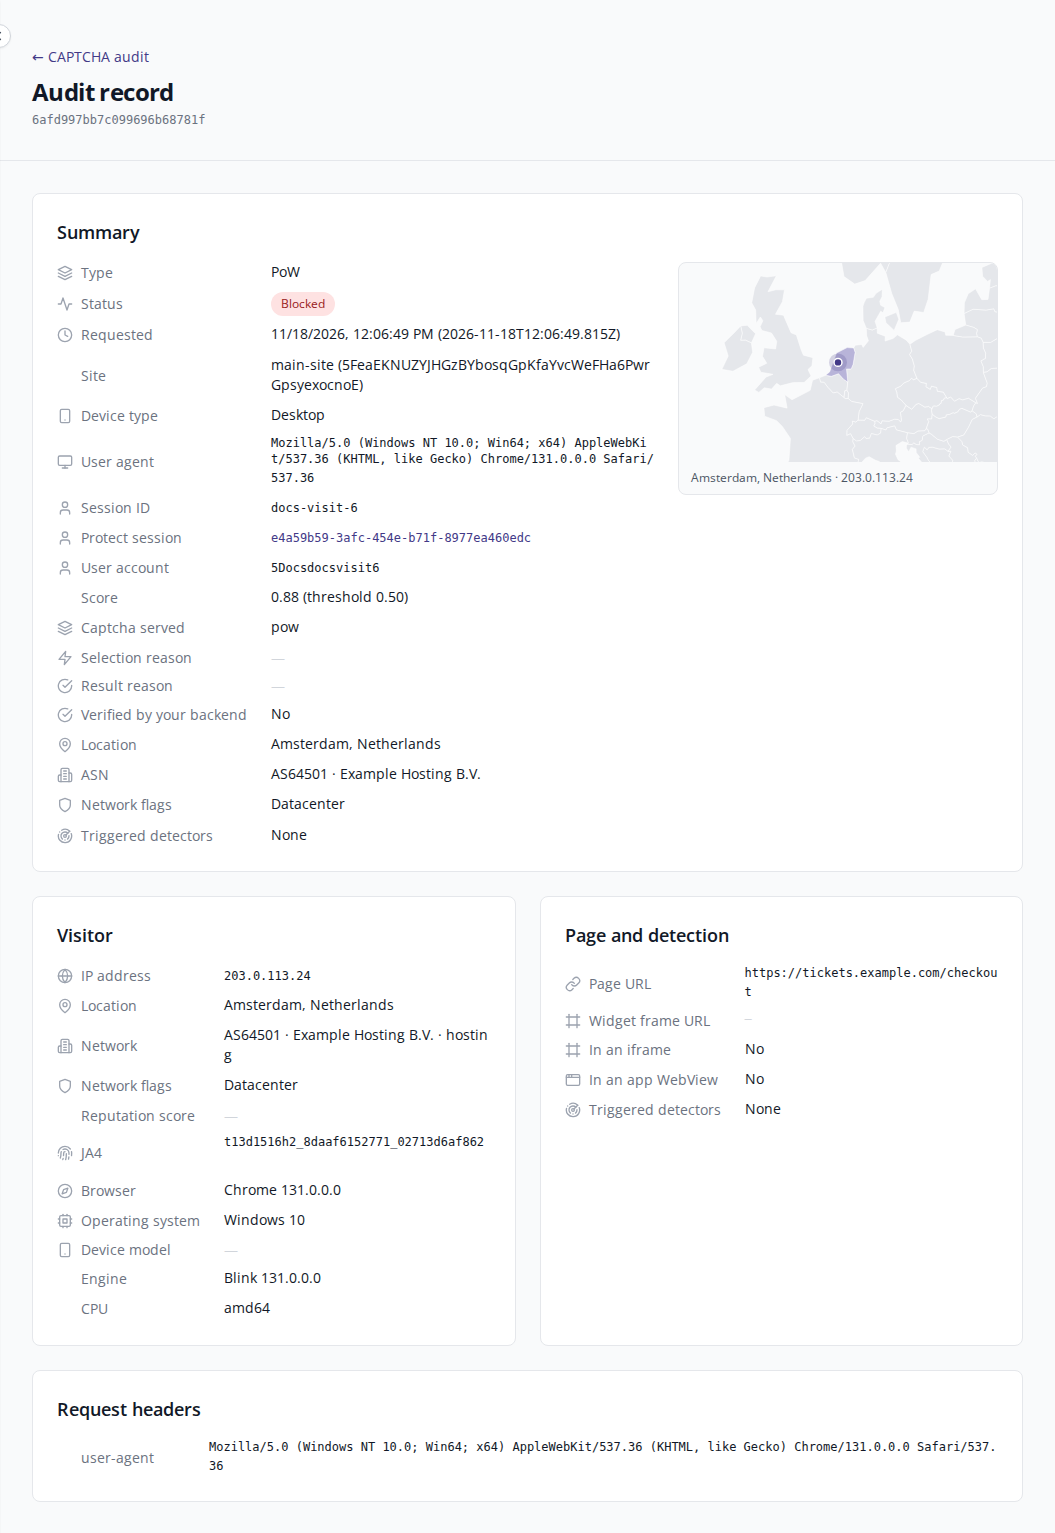 ← CAPTCHA audit
Audit record
6afd997bb7c099696b68781f
Summary
Type PoW
Status Blocked
Requested 11/18/2026, 12:06:49 PM (2026-11-18T12:06:49.815Z)
Site main-site (5FeaEKNUZYJHGzBYbosqGpKfaYvcWeFHa6Pwr
GpsyexocnoE)
Device type Desktop
User agent Mozilla/5.0 (Windows NT 10.0; Win64; x64) AppleWebKi
t/537.36 (KHTML, like Gecko) Chrome/131.0.0.0 Safari/
537.36
Session ID docs-visit-6
Protect session e4a59b59-3afc-454e-b71f-8977ea460edc
User account 5Docsdocsvisit6
Score 0.88 (threshold 0.50)
Captcha served pow
Selection reason —
Result reason —
Verified by your backend No
Location Amsterdam, Netherlands
ASN AS64501 · Example Hosting B.V.
Network flags Datacenter
Triggered detectors None
Amsterdam, Netherlands · 203.0.113.24
Visitor
IP address 203.0.113.24
Location Amsterdam, Netherlands
Network AS64501 · Example Hosting B.V. · hostin
g
Network flags Datacenter
Reputation score —
JA4 t13d1516h2_8daaf6152771_02713d6af862
Browser Chrome 131.0.0.0
Operating system Windows 10
Device model —
Engine Blink 131.0.0.0
CPU amd64
Page and detection
Page URL https://tickets.example.com/checkou
t
Widget frame URL —
In an iframe No
In an app WebView No
Triggered detectors None
Request headers
user-agent Mozilla/5.0 (Windows NT 10.0; Win64; x64) AppleWebKit/537.36 (KHTML, like Gecko) Chrome/131.0.0.0 Safari/537.
36